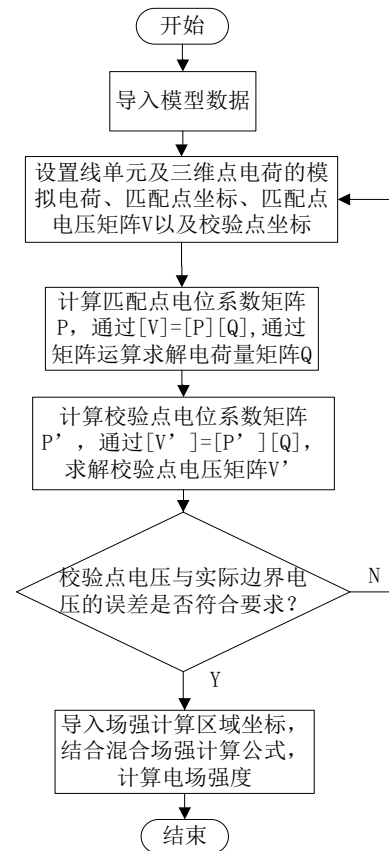 开始
导入模型数据
设置线单元及三维点电荷的模
拟电荷、匹配点坐标、匹配点
电压矩阵V以及校验点坐标
计算匹配点电位系数矩阵
P，通过[V]=[P][Q],通过
矩阵运算求解电荷量矩阵Q
计算校验点电位系数矩阵
P’，通过[V’]=[P’][Q],
求解校验点电压矩阵V’
校验点电压与实际边界电
压的误差是否符合要求？
N
Y
导入场强计算区域坐标，
结合混合场强计算公式，
计算电场强度
结束